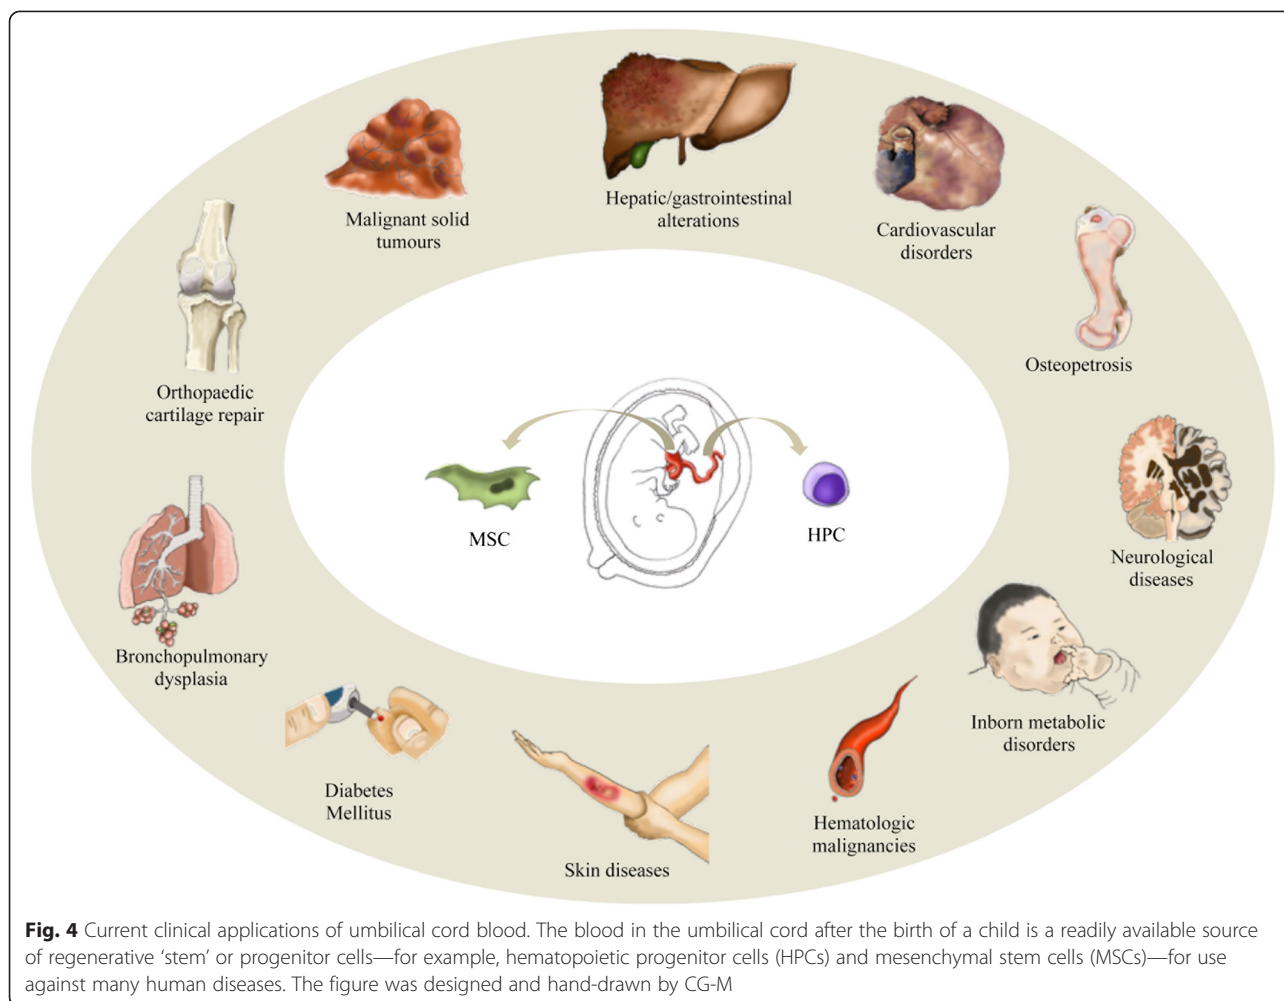 Hepatic/gastrointestinal
alterations
Malignant solid
tumours
Cardiovascular
disorders
Osteopetrosis
Orthopaedic
cartilage repair
MSC
HPC
Neurological
diseases
Bronchopulmonary
dysplasia
Inborn metabolic
disorders
Diabetes
Mellitus
Hematologic
malignancies
Skin diseases
Fig. 4 Current clinical applications of umbilical cord blood. The blood in the umbilical cord after the birth of a child is a readily available source
of regenerative ‘stem’ or progenitor cells—for example, hematopoietic progenitor cells (HPCs) and mesenchymal stem cells (MSCs)—for use
against many human diseases. The figure was designed and hand-drawn by CG-M